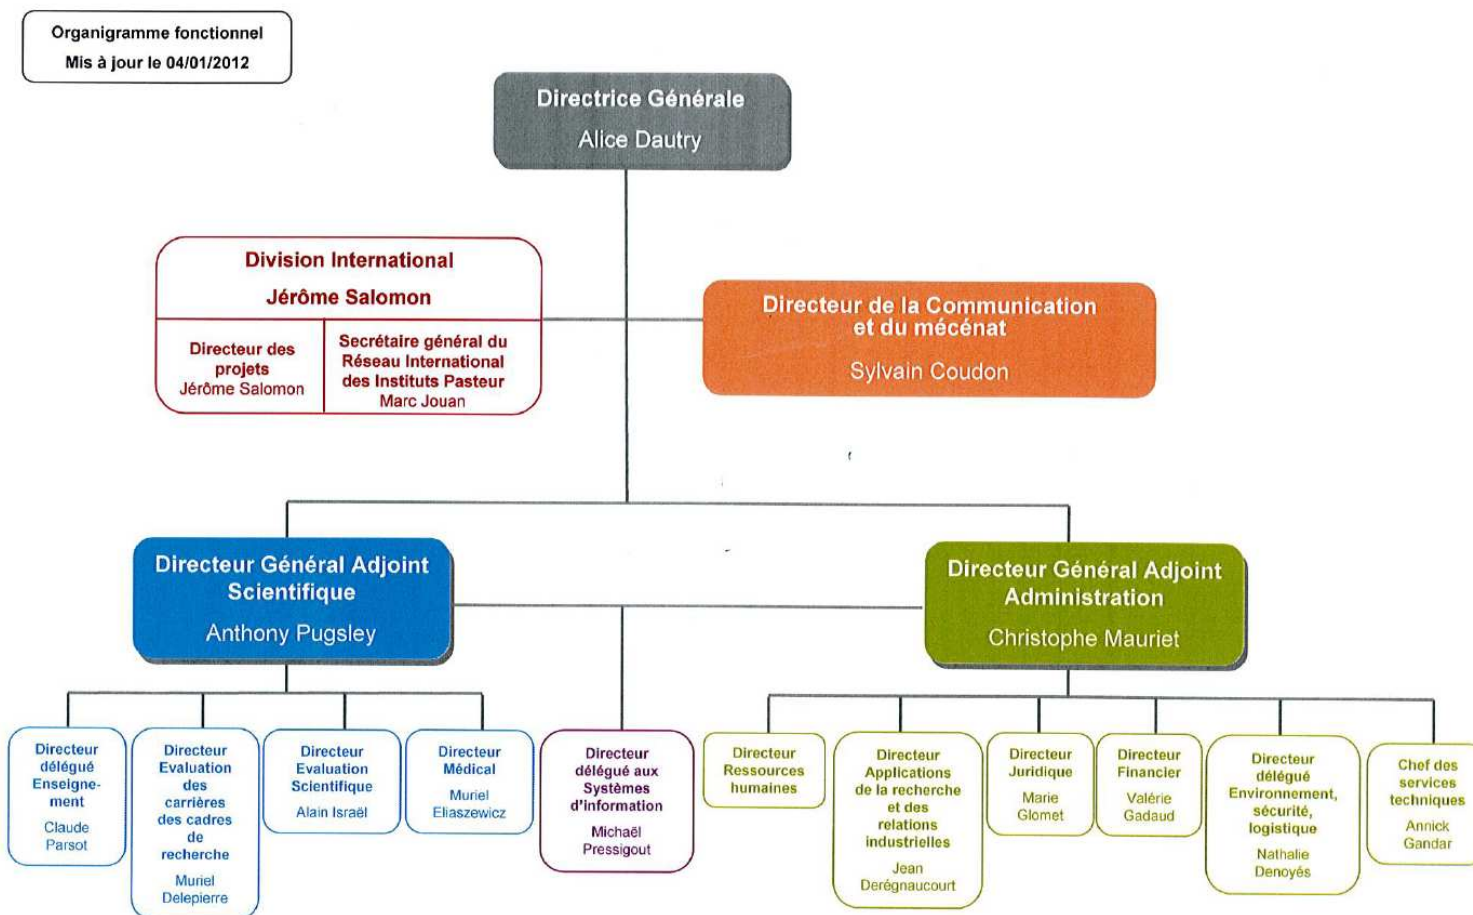 Organigramme fonctionnel
Mis à jour le 04/01/2012
Directrice Générale
Alice Dautry
Division International
Jérôme Salomon
Directeur des
projets
Jérôme Salomon
Secrétaire général du
Réseau International
des Instituts Pasteur
Marc Jouan
Directeur de la Communication
et du mécénat
Sylvain Coudon
Directeur Général Adjoint
Scientifique
Anthony Pugsley
Directeur Général Adjoint
Administration
Christophe Mauriet
Directeur
délégué
Enseigne-
ment
Claude
Parsot
Directeur
Evaluation
des
carrières
des cadres
de
recherche
Muriel
Delepierre
Directeur
Evaluation
Scientifique
Alain Israël
Directeur
Médical
Muriel
Eliaszewicz
Directeur
délégué aux
Systèmes
d'information
Michaël
Pressigout
Directeur
Ressources
humaines
Directeur
Applications
de la recherche
et des
relations
industrielles
Jean
Derégnaucourt
Directeur
Juridique
Marie
Glomet
Directeur
Financier
Valérie
Gadaud
Directeur
délégué
Environnement,
sécurité,
logistique
Nathalie
Denoyés
Chef des
services
techniques
Annick
Gandar